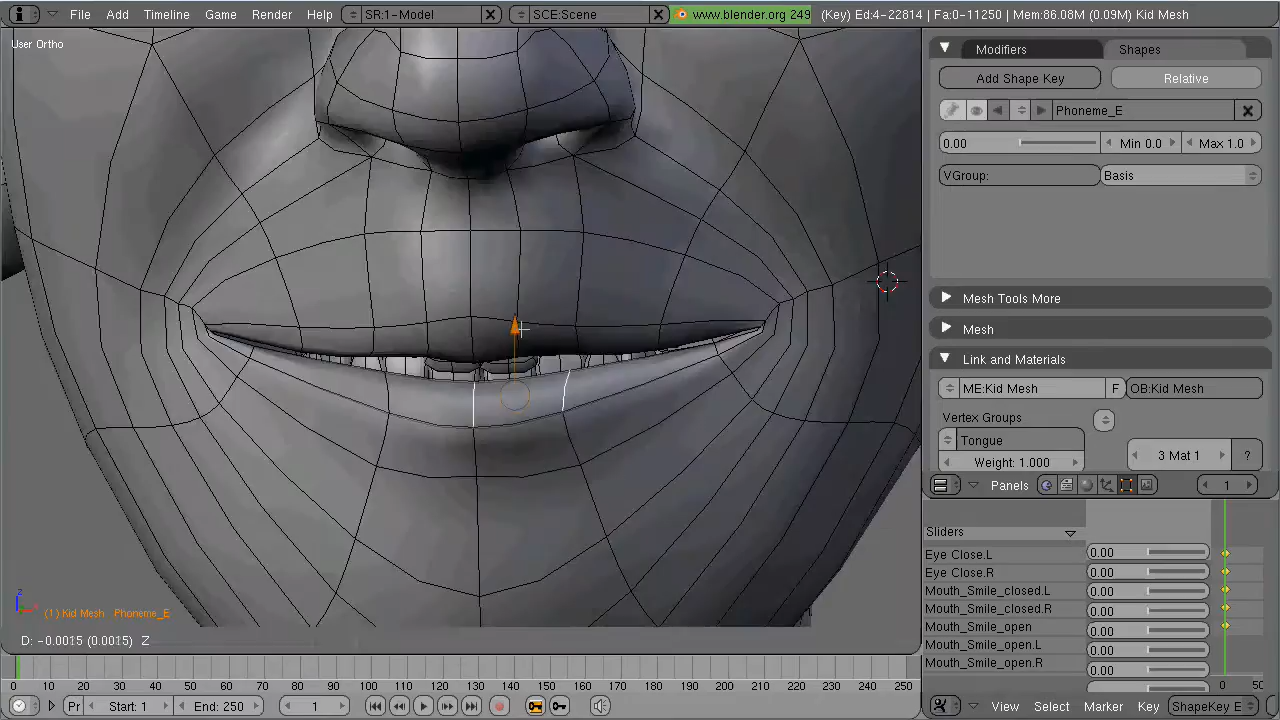 File Add Timeline Game Render Help SR:1-Model SCE:Scene www.blender.org 249 (Key) Ed:4-22814 | Fa:0-11250 | Mem:86.08M (0.09M) Kid Mesh
User Ortho
Modifiers Shapes
Add Shape Key Relative
Phoneme_E
0.00 Min 0.0 Max 1.0
VGroup: Basis
Mesh Tools More
Mesh
Link and Materials
ME:Kid Mesh F OB:Kid Mesh
Vertex Groups
Tongue
Weight: 1.000 3 Mat 1 ?
Panels 1
Sliders
Eye Close.L 0.00
Eye Close.R 0.00
Mouth_Smile_closed.L 0.00
Mouth_Smile_closed.R 0.00
Mouth_Smile_open 0.00
Mouth_Smile_open.L 0.00
Mouth_Smile_open.R 0.00
z
(1) Kid Mesh Phoneme_E
D: -0.0015 (0.0015) Z
0 10 20 30 40 50 60 70 80 90 100 110 120 130 140 150 160 170 180 190 200 210 220 230 240 250
0 50
Pr Start: 1 End: 250 1
View Select Marker Key ShapeKey E